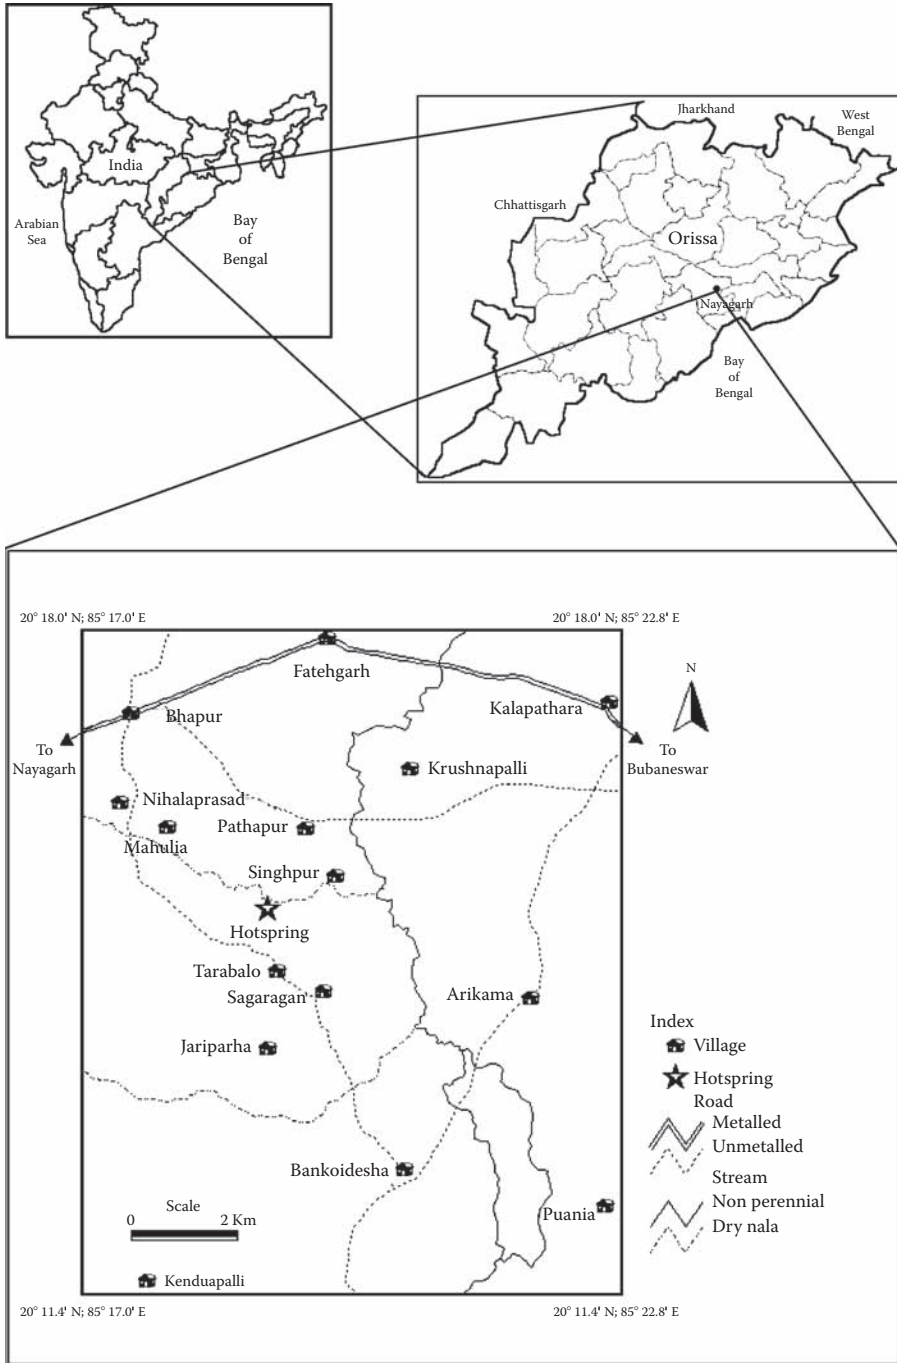 India
Arabian
Sea
Bay
of
Bengal
Jharkhand
West
Bengal
Chhattisgarh
Orissa
Nayagarh
Bay
of
Bengal
20° 18.0' N; 85° 17.0' E
20° 18.0' N; 85° 22.8' E
Fatehgarh
N
Bhapur
Kalapathara
To
Nayagarh
To
Bubaneswar
Krushnapalli
Nihalaprasad
Mahulia
Pathapur
Singhpur
Hotspring
Tarabalo
Sagaragan
Arikama
Jariparha
Bankoidesha
Puania
Scale
0 2 Km
Kenduapalli
Index
Village
Hotspring
Road
Metalled
Unmetalled
Stream
Non perennial
Dry nala
20° 11.4' N; 85° 17.0' E
20° 11.4' N; 85° 22.8' E